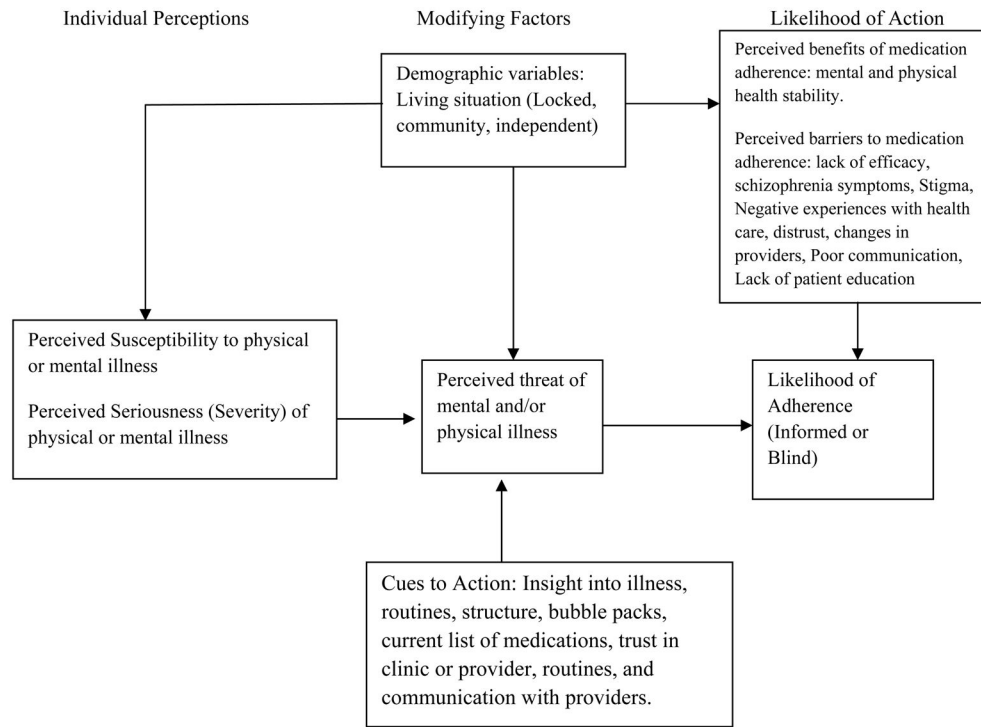 Individual Perceptions
Modifying Factors
Likelihood of Action
Demographic variables:
Living situation (Locked,
community, independent)
Perceived benefits of medication
adherence: mental and physical
health stability.
Perceived barriers to medication
adherence: lack of efficacy,
schizophrenia symptoms, Stigma,
Negative experiences with health
care, distrust, changes in
providers, Poor communication,
Lack of patient education
Perceived Susceptibility to physical
or mental illness
Perceived Seriousness (Severity) of
physical or mental illness
Perceived threat of
mental and/or
physical illness
Likelihood of
Adherence
(Informed or
Blind)
Cues to Action: Insight into illness,
routines, structure, bubble packs,
current list of medications, trust in
clinic or provider, routines, and
communication with providers.